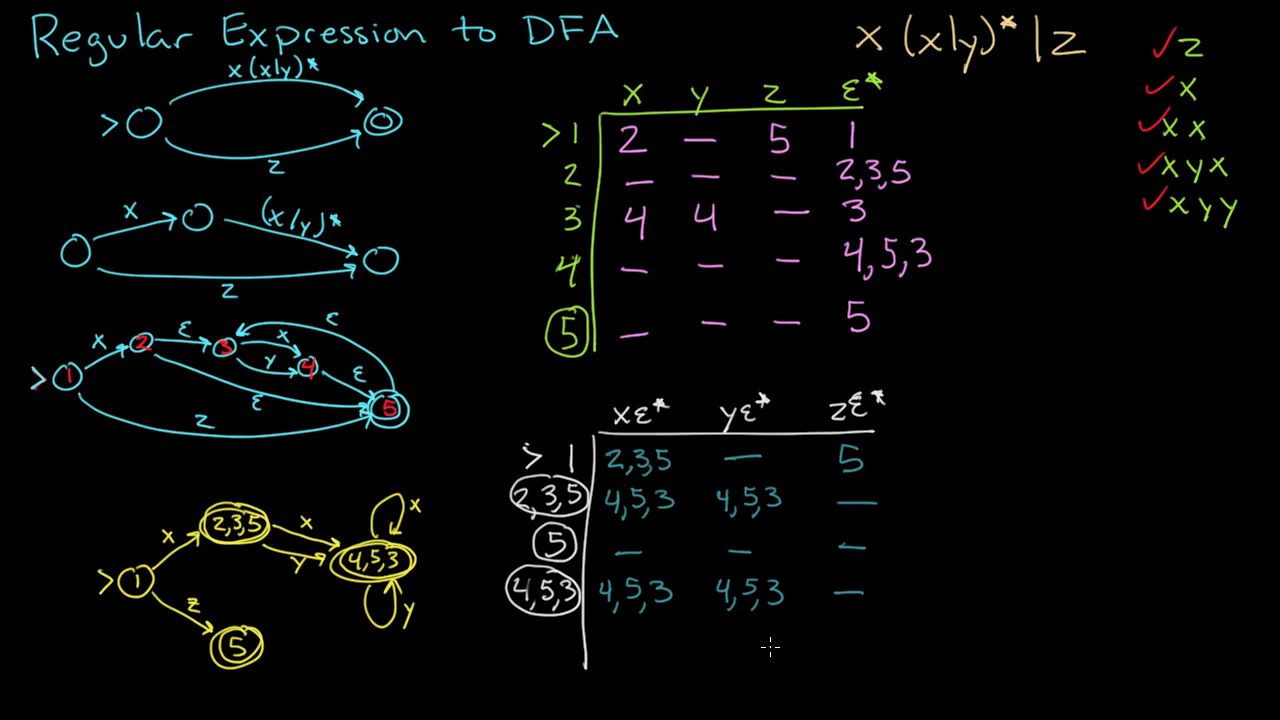 Regular Expression to DFA
x (x|y)* | z
✓ z
✓ x
✓ x x
✓ x y x
✓ x y y
x(x|y)*
>
z
x (x/y)*
z
x ε x ε ε
y ε
> 1 2 3 4 5
z
x x x
> 1 2,3,5 4,5,3
y
z 5 y
x y z ε*
>1 2 — 5 1
2 — — — 2,3,5
3 4 4 — 3
4 — — — 4,5,3
5 — — — 5
xε* yε* zε*
> 1 2,3,5 — 5
2,3,5 4,5,3 4,5,3 —
5 — — —
4,5,3 4,5,3 4,5,3 —